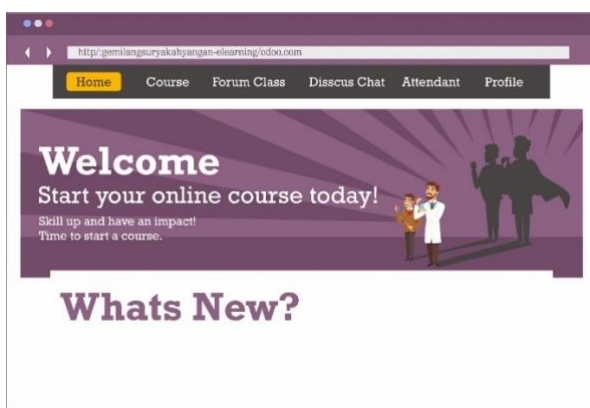 http/:gemilangsuryakahyangan-elearning/odoo.com
Home Course Forum Class Disscus Chat Attendant Profile
Welcome
Start your online course today!
Skill up and have an impact!
Time to start a course.
Whats New?